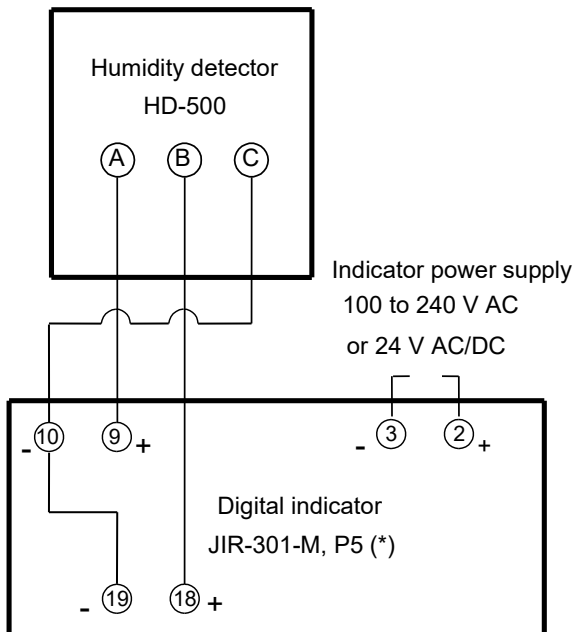 Humidity detector
HD-500
A B C
Indicator power supply
100 to 240 V AC
or 24 V AC/DC
- 10 9 + - 3 2 +
Digital indicator
JIR-301-M, P5 (*)
- 19 18 +